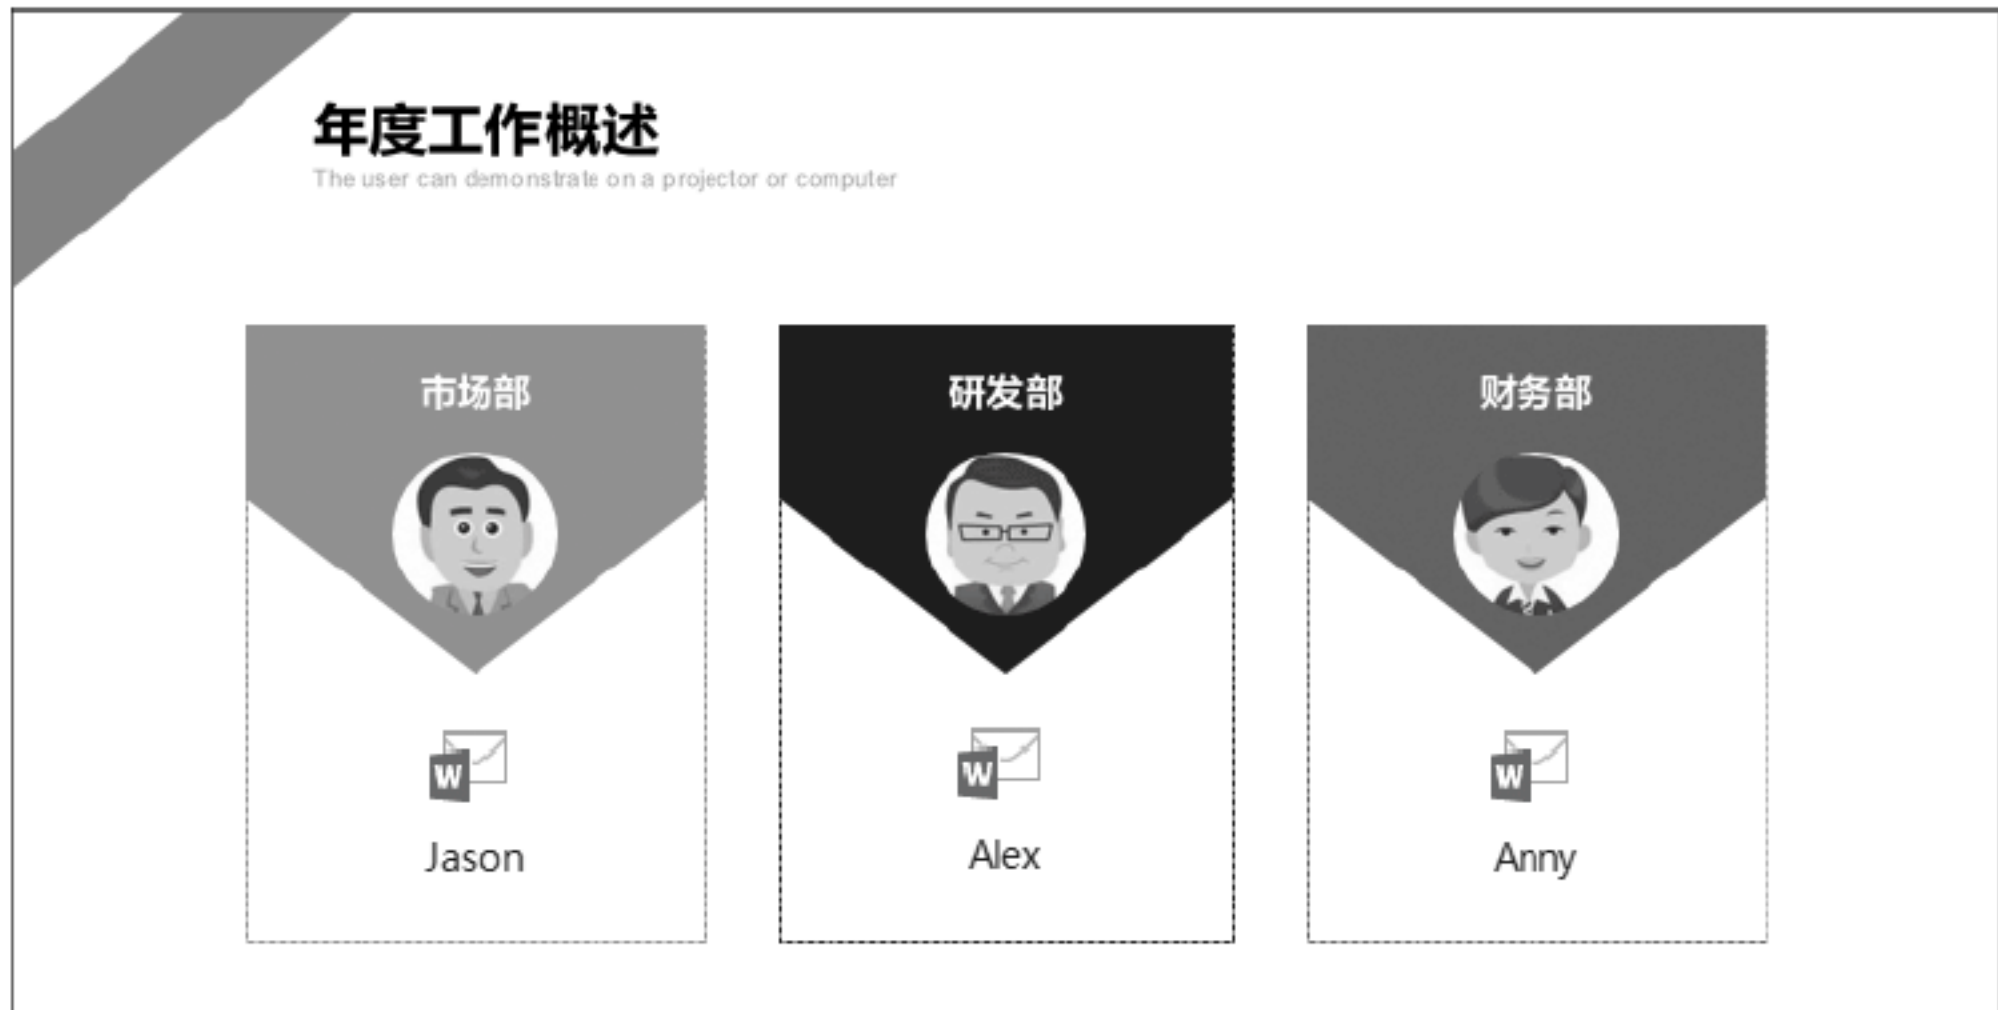 年度工作概述
The user can demonstrate on a projector or computer
市场部
研发部
财务部
W
W
W
Jason
Alex
Anny